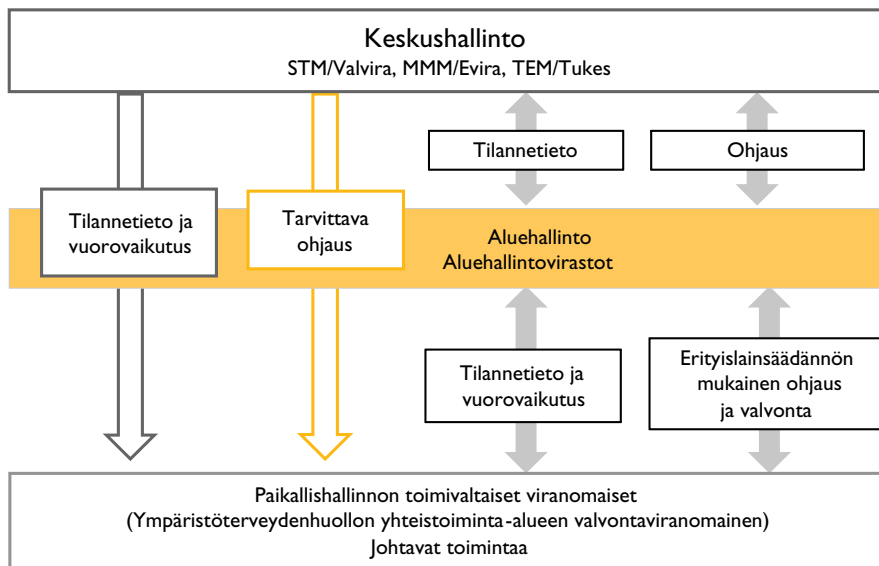 Keskushallinto
STM/Valvira, MMM/Evira, TEM/Tukes
Tilannetieto
Ohjaus
Tilannetieto ja
vuorovaikutus
Tarvittava
ohjaus
Aluehallinto
Aluehallintovirastot
Tilannetieto ja
vuorovaikutus
Erityislainsäädännön
mukainen ohjaus
ja valvonta
Paikallishallinnon toimivaltaiset viranomaiset
(Ympäristöterveydenhuollon yhteistoiminta-alueen valvontaviranomainen)
Johtavat toimintaa